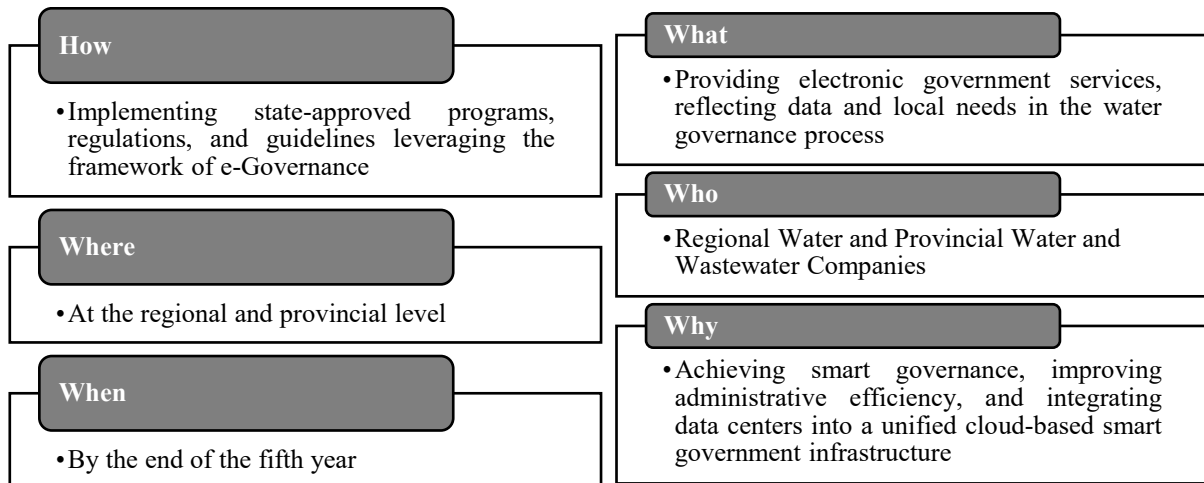 How
•Implementing state-approved programs,
regulations, and guidelines leveraging the
framework of e-Governance
Where
•At the regional and provincial level
When
•By the end of the fifth year
What
•Providing electronic government services,
reflecting data and local needs in the water
governance process
Who
•Regional Water and Provincial Water and
Wastewater Companies
Why
•Achieving smart governance, improving
administrative efficiency, and integrating
data centers into a unified cloud-based smart
government infrastructure